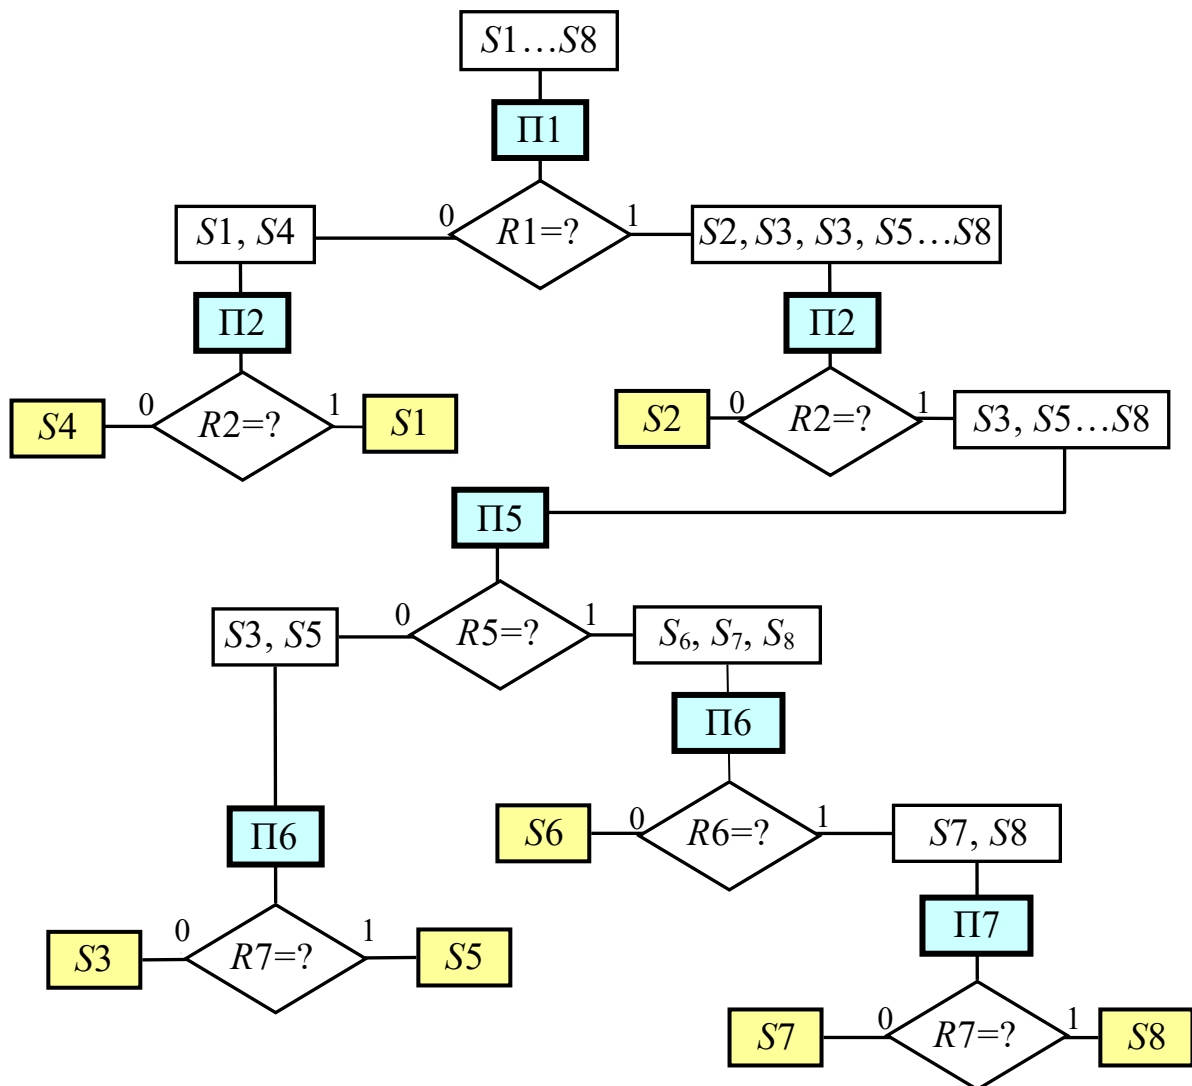 S1…S8
П1
0 R1=? 1
S1, S4
S2, S3, S3, S5…S8
П2
П2
S4 0 R2=? 1 S1
S2 0 R2=? 1 S3, S5…S8
П5
S3, S5 0 R5=? 1 S₆, S₇, S₈
П6
S6 0 R6=? 1 S7, S8
П6
П7
S3 0 R7=? 1 S5
S7 0 R7=? 1 S8